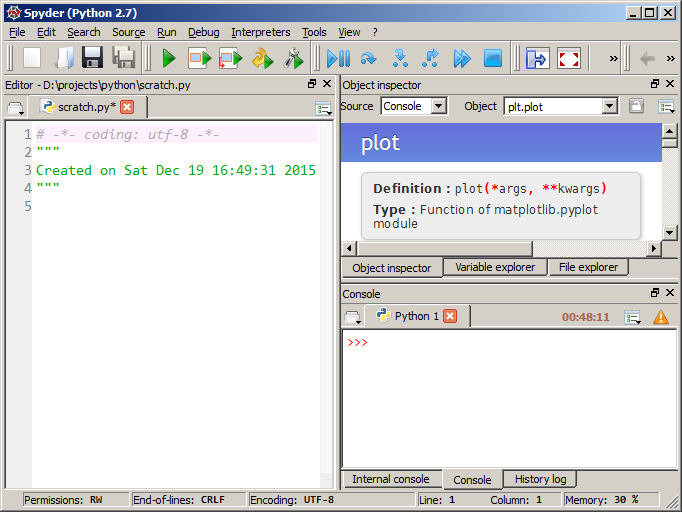 Spyder (Python 2.7)
File Edit Search Source Run Debug Interpreters Tools View ?
» »
Editor - D:\projects\python\scratch.py
scratch.py*
1 # -*- coding: utf-8 -*-
2 """
3 Created on Sat Dec 19 16:49:31 2015
4 """
5
Object inspector
Source Console Object plt.plot
plot
Definition : plot(*args, **kwargs)
Type : Function of matplotlib.pyplot
module
Object inspector Variable explorer File explorer
Console
Python 1 00:48:11
>>>
Internal console Console History log
Permissions: RW End-of-lines: CRLF Encoding: UTF-8 Line: 1 Column: 1 Memory: 30 %